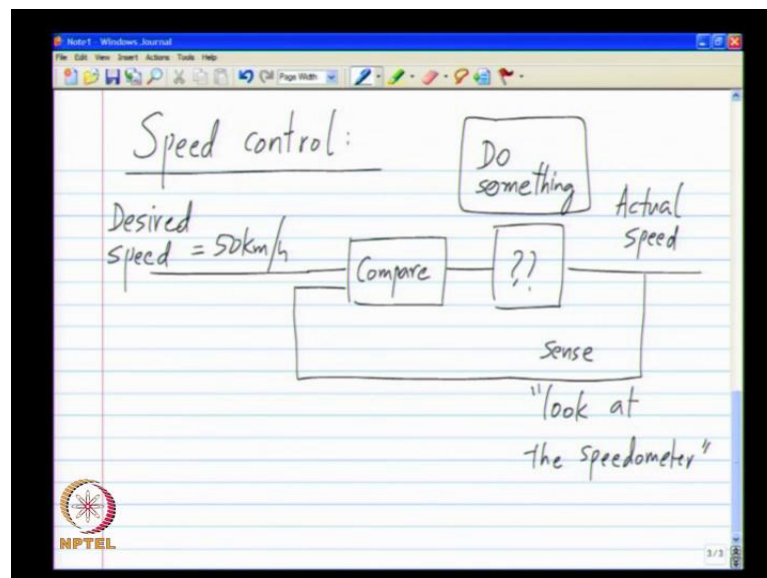 Note1 - Windows Journal
File Edit View Insert Actions Tools Help
Page Width
Speed control:
Do
something
Desired
speed = 50km/h
Compare
??
Actual
speed
Sense
"look at
the speedometer"
NPTEL
3/3